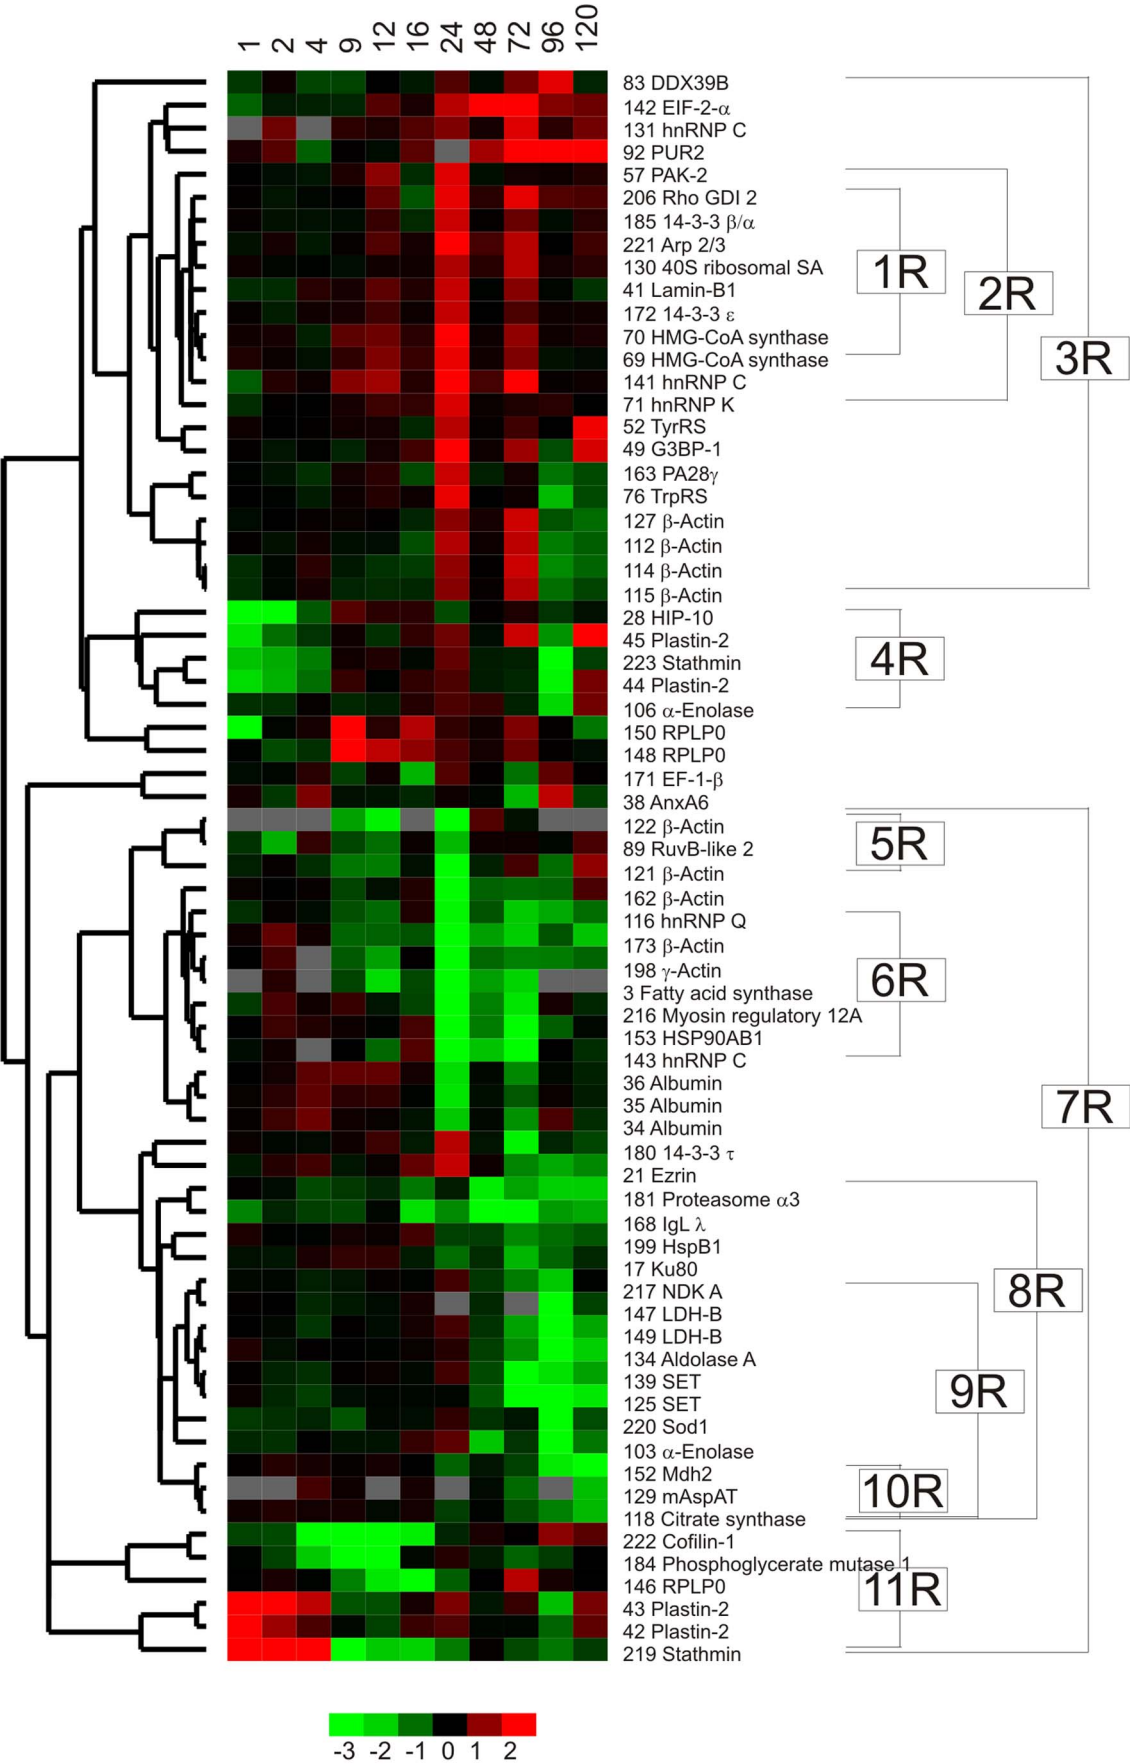 1 2 4 9 12 16 24 48 72 96 120
83 DDX39B
142 EIF-2-α
131 hnRNP C
92 PUR2
57 PAK-2
206 Rho GDI 2
185 14-3-3 β/α
221 Arp 2/3
130 40S ribosomal SA
41 Lamin-B1
172 14-3-3 ε
70 HMG-CoA synthase
69 HMG-CoA synthase
141 hnRNP C
71 hnRNP K
52 TyrRS
49 G3BP-1
163 PA28γ
76 TrpRS
127 β-Actin
112 β-Actin
114 β-Actin
115 β-Actin
28 HIP-10
45 Plastin-2
223 Stathmin
44 Plastin-2
106 α-Enolase
150 RPLP0
148 RPLP0
171 EF-1-β
38 AnxA6
122 β-Actin
89 RuvB-like 2
121 β-Actin
162 β-Actin
116 hnRNP Q
173 β-Actin
198 γ-Actin
3 Fatty acid synthase
216 Myosin regulatory 12A
153 HSP90AB1
143 hnRNP C
36 Albumin
35 Albumin
34 Albumin
180 14-3-3 τ
21 Ezrin
181 Proteasome α3
168 IgL λ
199 HspB1
17 Ku80
217 NDK A
147 LDH-B
149 LDH-B
134 Aldolase A
139 SET
125 SET
220 Sod1
103 α-Enolase
152 Mdh2
129 mAspAT
118 Citrate synthase
222 Cofilin-1
184 Phosphoglycerate mutase 1
146 RPLP0
43 Plastin-2
42 Plastin-2
219 Stathmin
1R
2R
3R
4R
5R
6R
7R
8R
9R
10R
11R
-3 -2 -1 0 1 2